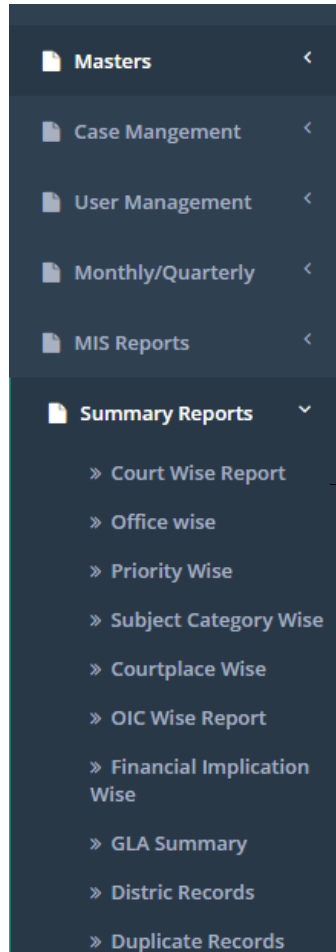 Masters
Case Mangement
User Management
Monthly/Quarterly
MIS Reports
Summary Reports
» Court Wise Report
» Office wise
» Priority Wise
» Subject Category Wise
» Courtplace Wise
» OIC Wise Report
» Financial Implication
Wise
» GLA Summary
» Distric Records
» Duplicate Records